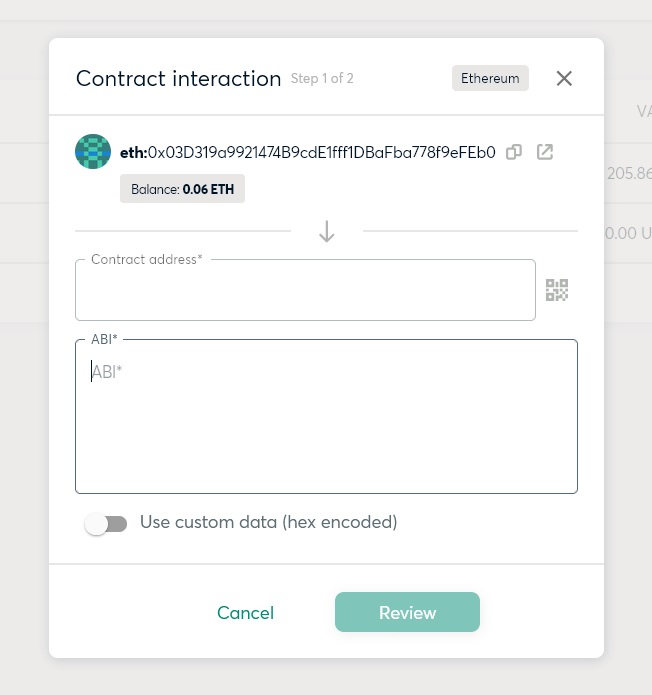 Contract interaction Step 1 of 2 Ethereum
VA
eth:0x03D319a9921474B9cdE1fff1DBaFba778f9eFEb0
205.86
Balance: 0.06 ETH
0.00 U
Contract address*
ABI*
ABI*
Use custom data (hex encoded)
Cancel Review